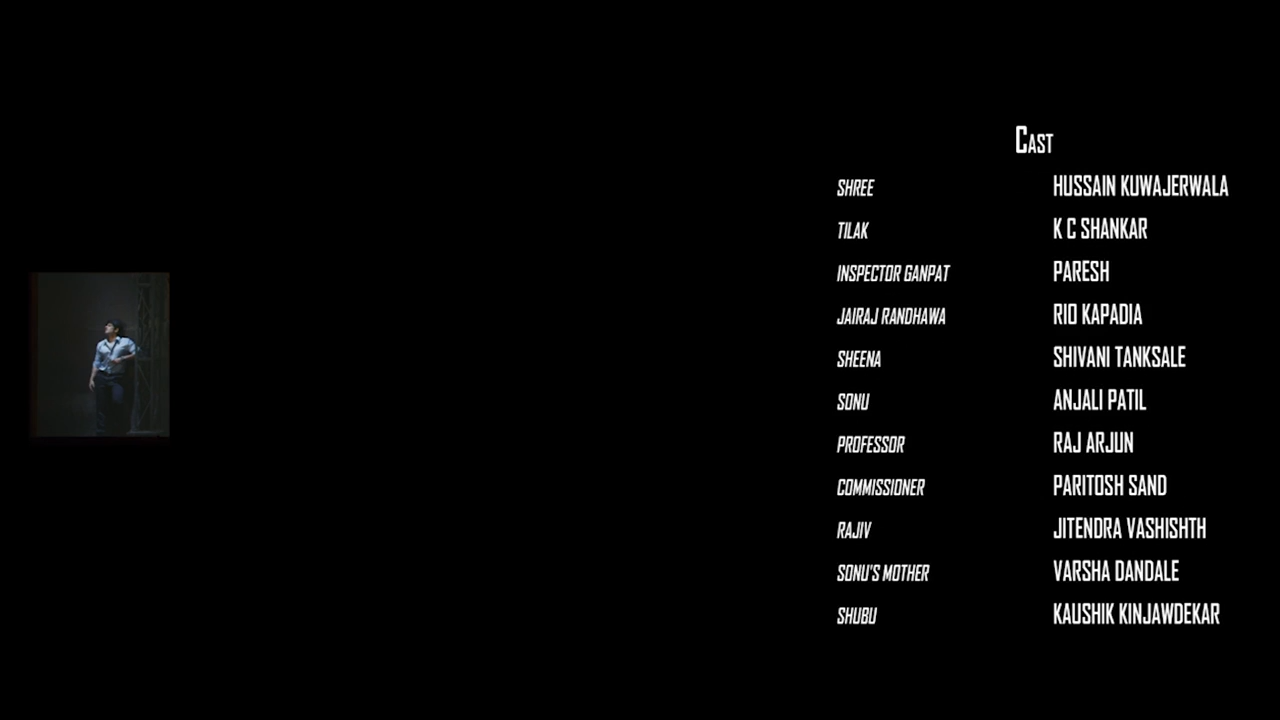 CAST
SHREE HUSSAIN KUWAJERWALA
TILAK K C SHANKAR
INSPECTOR GANPAT PARESH
JAIRAJ RANDHAWA RIO KAPADIA
SHEENA SHIVANI TANKSALE
SONU ANJALI PATIL
PROFESSOR RAJ ARJUN
COMMISSIONER PARITOSH SAND
RAJIV JITENDRA VASHISHTH
SONU'S MOTHER VARSHA DANDALE
SHUBU KAUSHIK KINJAWDEKAR